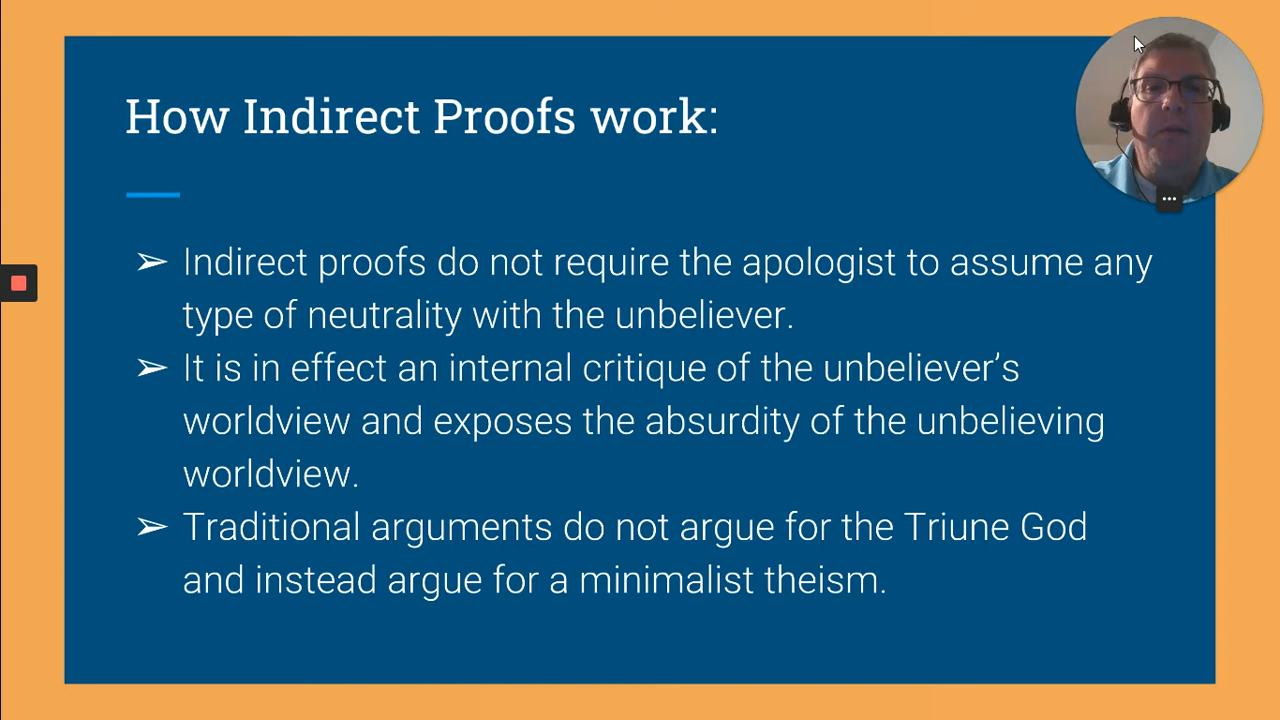 How Indirect Proofs work:
➢ Indirect proofs do not require the apologist to assume any
type of neutrality with the unbeliever.
➢ It is in effect an internal critique of the unbeliever’s
worldview and exposes the absurdity of the unbelieving
worldview.
➢ Traditional arguments do not argue for the Triune God
and instead argue for a minimalist theism.